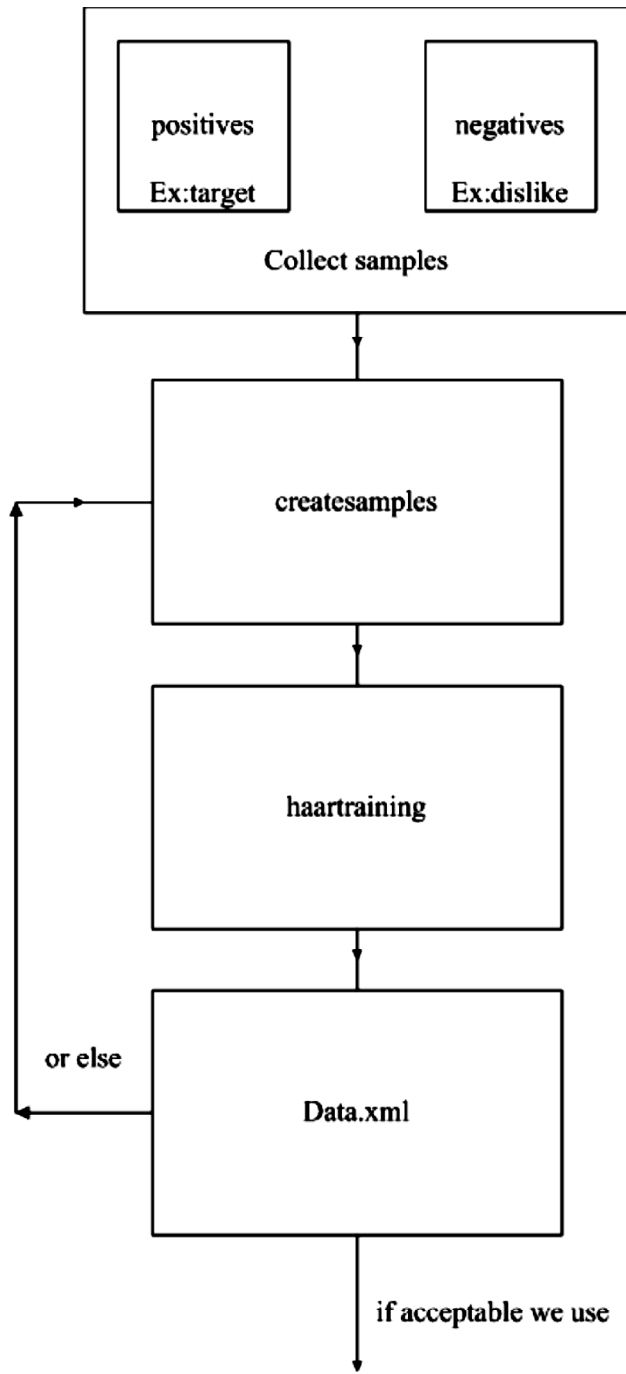 positives
Ex:target
negatives
Ex:dislike
Collect samples
createsamples
haartraining
or else
Data.xml
if acceptable we use